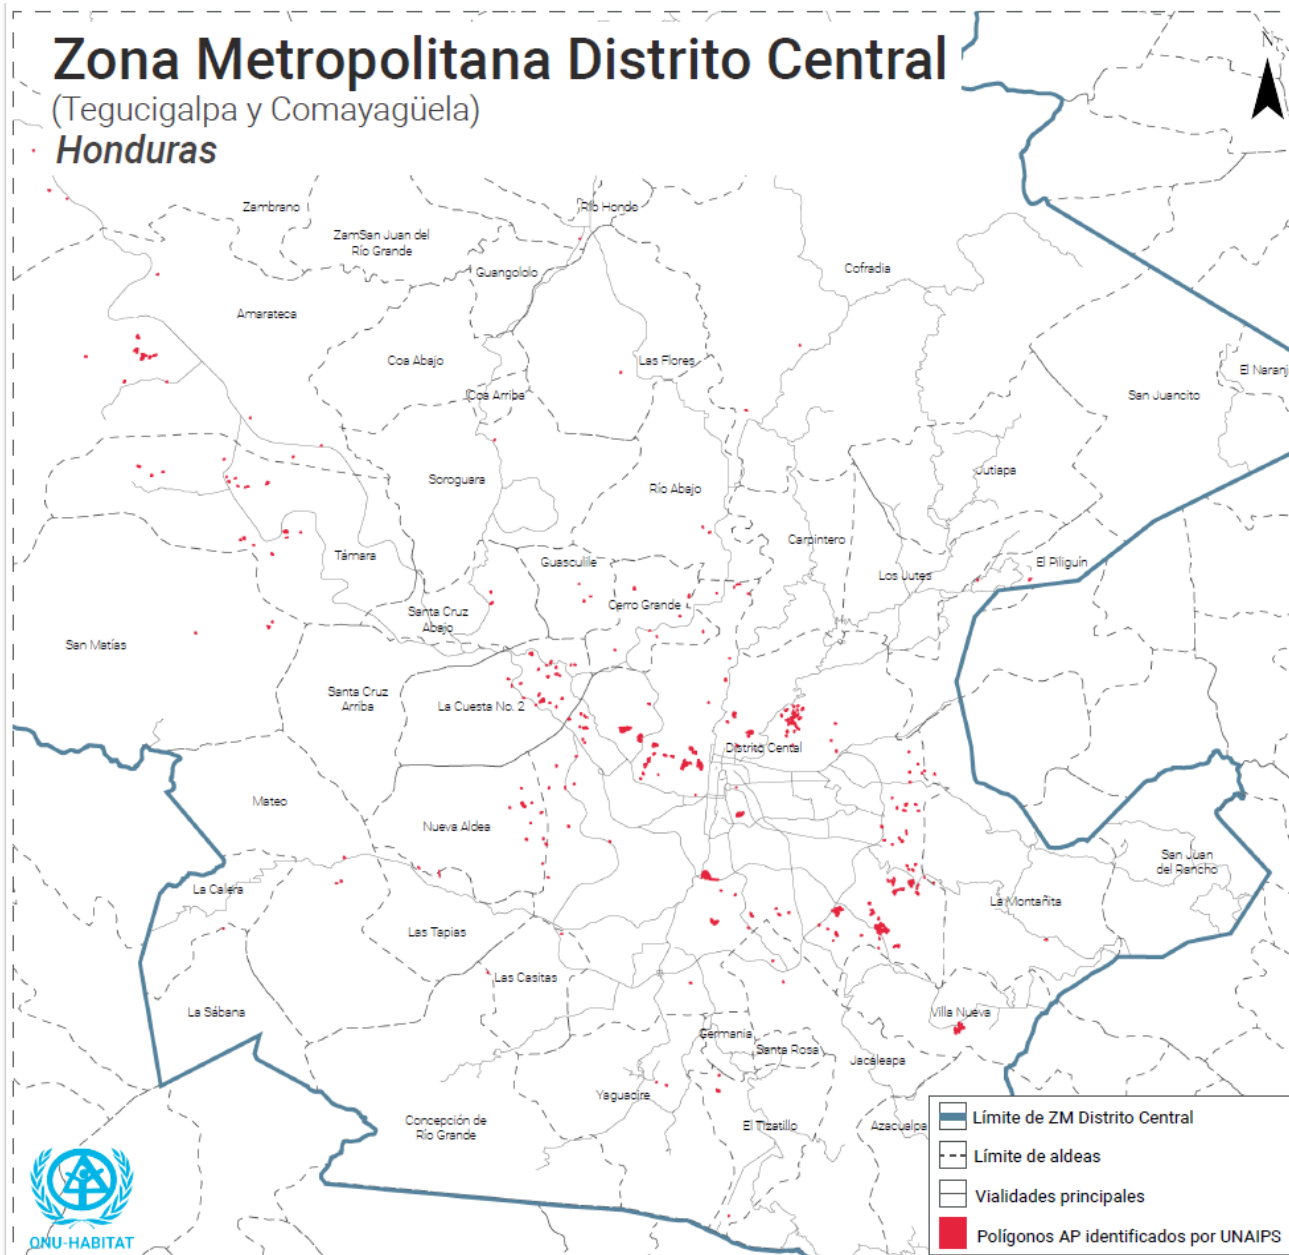 Zona Metropolitana Distrito Central
(Tegucigalpa y Comayagüela)
Honduras
N
Zambrano
Río Hondo
ZamSan Juan del
Río Grande
Guangololo
Cofradia
Amarateca
Coa Abajo
Las Flores
El Naranj
Coa Arriba
San Juancito
Soroguara
Río Abajo
Jutiapa
Carpintero
Támara
Guasculile
El Piliguín
Los Jutes
Santa Cruz
Abajo
Cerro Grande
San Matías
Santa Cruz
Arriba
La Cuesta No. 2
Distrito Cental
Mateo
Nueva Aldea
San Juan
del Rancho
La Calera
La Montañita
Las Tapias
Las Casitas
La Sábana
Villa Nueva
Germania
Santa Rosa
Jacaleapa
Yaguacire
Concepción de
Río Grande
El Tizatillo
Azacualpa
Límite de ZM Distrito Central
Límite de aldeas
Vialidades principales
Polígonos AP identificados por UNAIPS
ONU-HABITAT